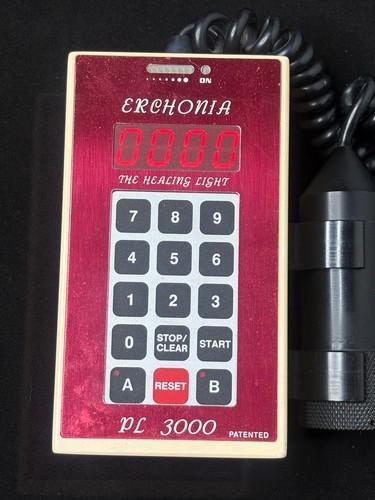 ON
ERCHONIA
0000
THE HEALING LIGHT
7 8 9
4 5 6
1 2 3
0 STOP/ CLEAR START
A RESET B
PL 3000
PATENTED